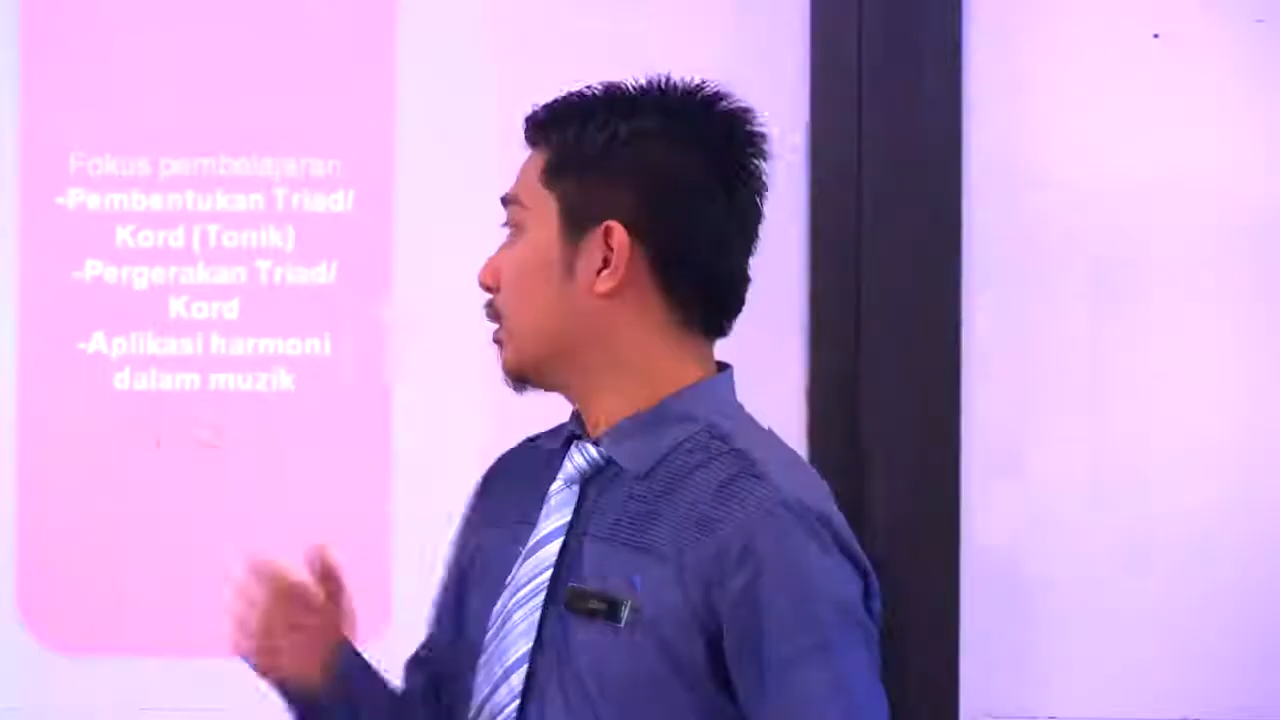 Fokus pembelajaran
-Pembentukan Triad/
Kord (Tonik)
-Pergerakan Triad/
Kord
-Aplikasi harmoni
dalam muzik